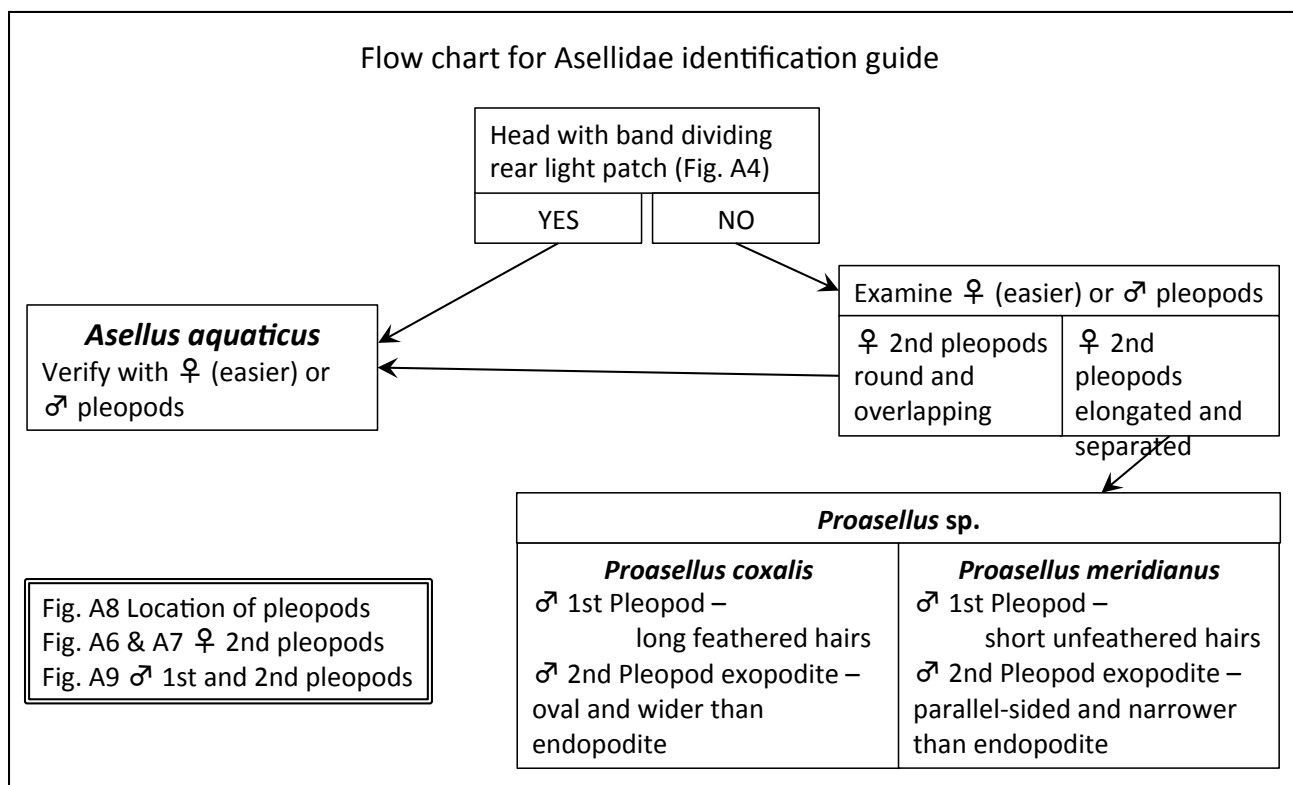 Flow chart for Asellidae identification guide
Head with band dividing
rear light patch (Fig. A4)
YES
NO
Examine ♀ (easier) or ♂ pleopods
♀ 2nd pleopods
round and
overlapping
♀ 2nd
pleopods
elongated and
separated
Asellus aquaticus
Verify with ♀ (easier) or
♂ pleopods
Proasellus sp.
Proasellus coxalis
♂ 1st Pleopod –
long feathered hairs
♂ 2nd Pleopod exopodite –
oval and wider than
endopodite
Proasellus meridianus
♂ 1st Pleopod –
short unfeathered hairs
♂ 2nd Pleopod exopodite –
parallel-sided and narrower
than endopodite
Fig. A8 Location of pleopods
Fig. A6 & A7 ♀ 2nd pleopods
Fig. A9 ♂ 1st and 2nd pleopods